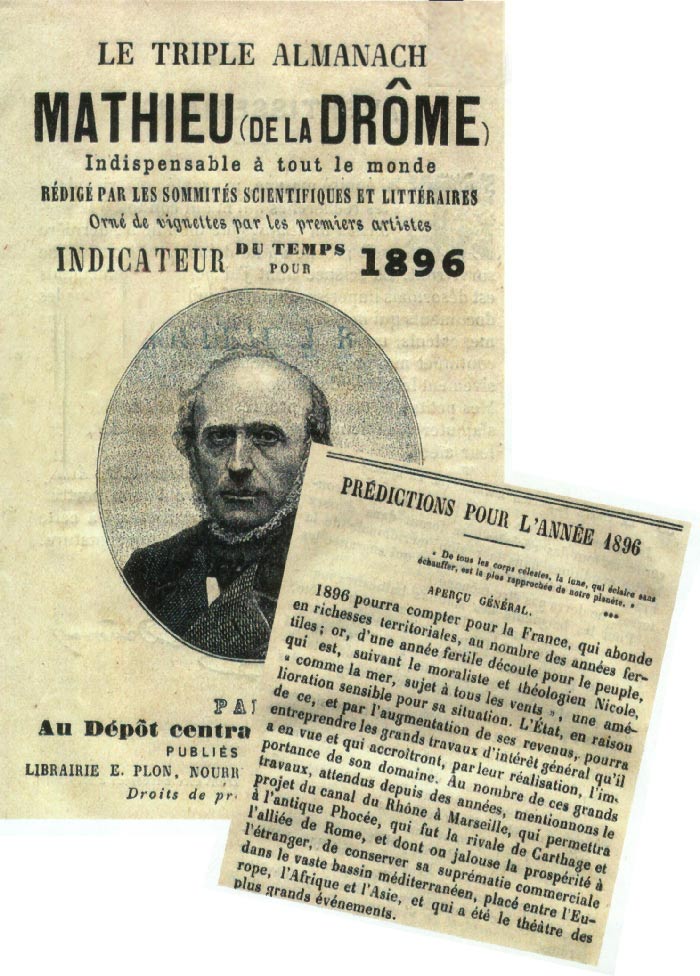 LE TRIPLE ALMANACH
MATHIEU (DE LA DRÔME)
Indispensable à tout le monde
RÉDIGÉ PAR LES SOMMITÉS SCIENTIFIQUES ET LITTÉRAIRES
Orné de vignettes par les premiers artistes
INDICATEUR DU TEMPS POUR 1896
PA
Au Dépôt centra
PUBLIÉS
LIBRAIRIE E. PLON, NOURR
Droits de pr
PRÉDICTIONS POUR L'ANNÉE 1896
« De tous les corps célestes, la lune, qui éclaire sans
échauffer, est la plus rapprochée de notre planète. »
***
APERÇU GÉNÉRAL.
1896 pourra compter pour la France, qui abonde
en richesses territoriales, au nombre des années fer-
tiles; or, d'une année fertile découle pour le peuple,
qui est, suivant le moraliste et théologien Nicole,
« comme la mer, sujet à tous les vents », une amé-
lioration sensible pour sa situation. L'État, en raison
de ce, et par l'augmentation de ses revenus, pourra
entreprendre les grands travaux d'intérêt général qu'il
a en vue et qui accroîtront, par leur réalisation, l'im-
portance de son domaine. Au nombre de ces grands
travaux, attendus depuis des années, mentionnons le
projet du canal du Rhône à Marseille, qui permettra
à l'antique Phocée, qui fut la rivale de Carthage et
l'alliée de Rome, et dont on jalouse la prospérité à
l'étranger, de conserver sa suprématie commerciale
dans le vaste bassin méditerranéen, placé entre l'Eu-
rope, l'Afrique et l'Asie, et qui a été le théâtre des
plus grands événements.